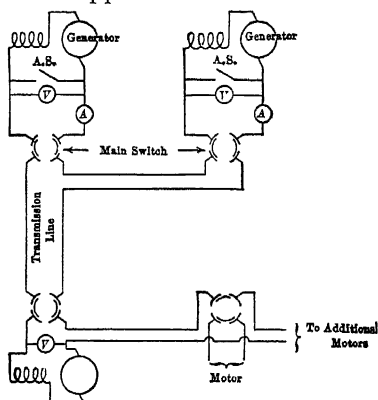 Generator
Generator
A.S.
A.S.
V
V
A
A
Main Switch
Transmission
Line
To Additional
Motors
V
Motor